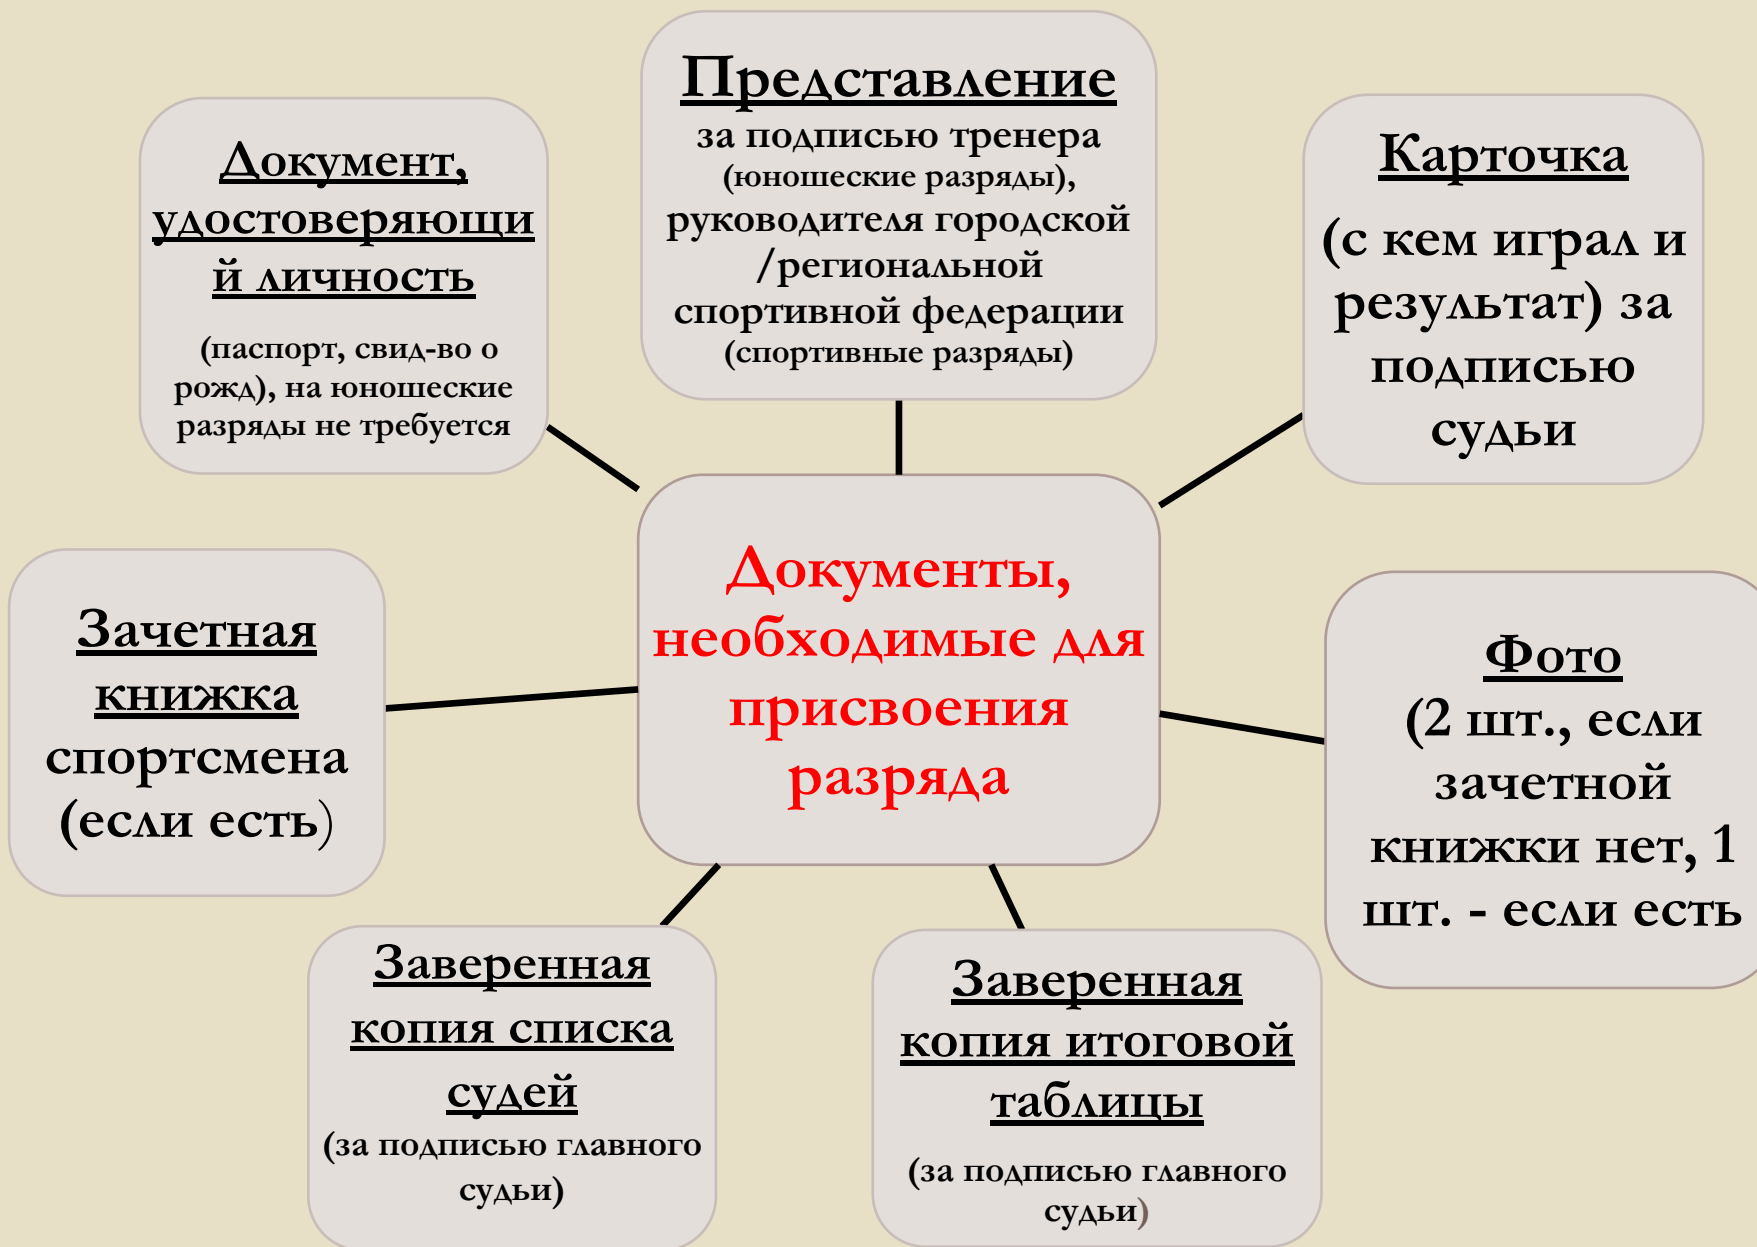 Представление
за подписью тренера
(юношеские разряды),
руководителя городской
/региональной
спортивной федерации
(спортивные разряды)
Документ,
удостоверяющи
й личность
(паспорт, свид-во о
рожд), на юношеские
разряды не требуется
Карточка
(с кем играл и
результат) за
подписью
судьи
Документы,
необходимые для
присвоения
разряда
Зачетная
книжка
спортсмена
(если есть)
Фото
(2 шт., если
зачетной
книжки нет, 1
шт. - если есть
Заверенная
копия списка
судей
(за подписью главного
судьи)
Заверенная
копия итоговой
таблицы
(за подписью главного
судьи)